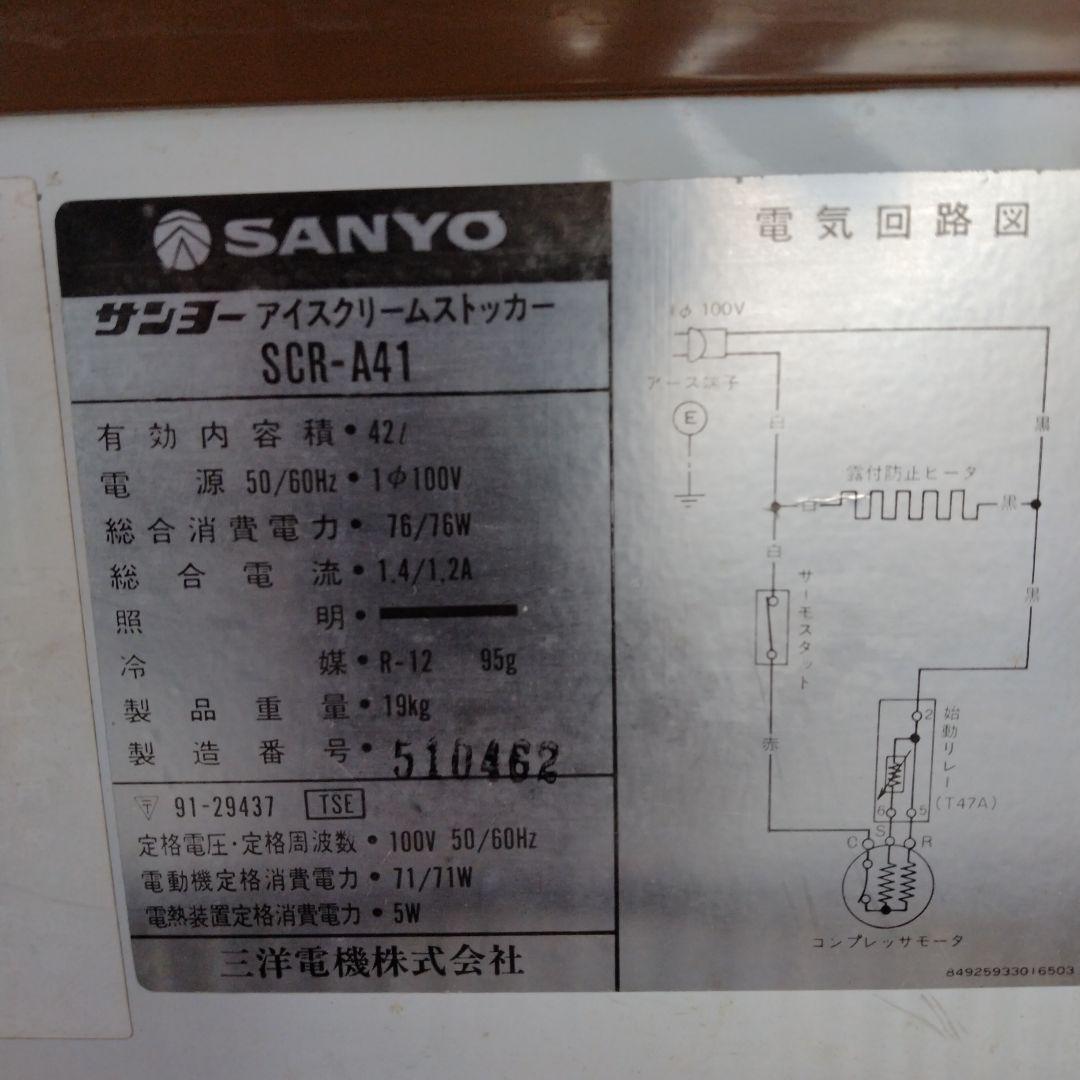 SANYO
サンヨー アイスクリームストッカー
SCR-A41
有効内容積・42ℓ
電源 50/60Hz・1φ100V
総合消費電力・76/76W
総合電流・1.4/1.2A
照明・━━━
冷媒・R-12 95g
製品重量・19kg
製造番号・510462
〒 91-29437 TSE
定格電圧・定格周波数・100V 50/60Hz
電動機定格消費電力・71/71W
電熱装置定格消費電力・5W
三洋電機株式会社
電気回路図
1φ 100V
アース端子
E
白
黒
露付防止ヒータ
白
黒
白
黒
サーモスタット
赤
2
始動リレー
(T47A)
6
5
C
S
R
コンプレッサモータ
84925933016503